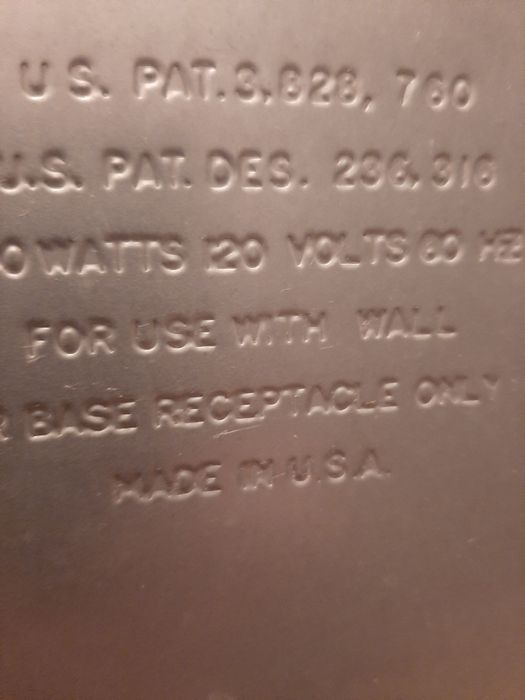 U.S. PAT. 3,828, 760
U.S. PAT. DES. 236,316
0 WATTS 120 VOLTS 60 HZ
FOR USE WITH WALL
R BASE RECEPTACLE ONLY
MADE IN U.S.A.